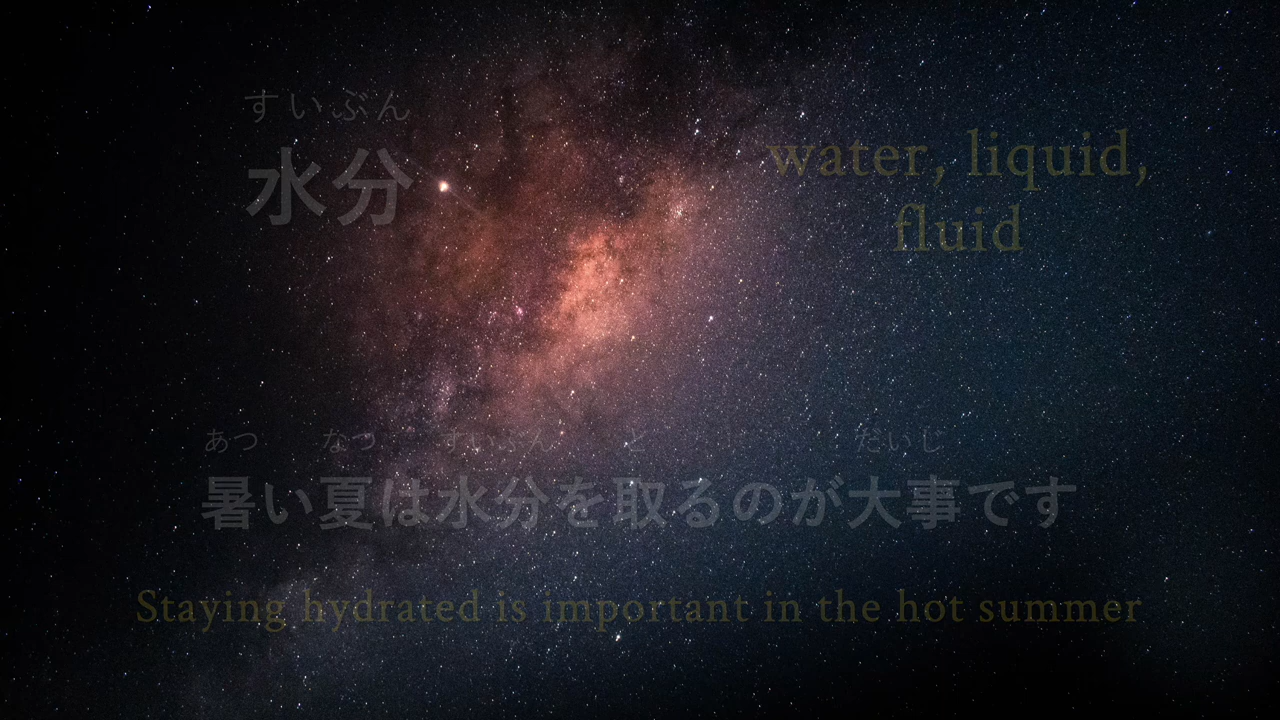 すいぶん
水分
water, liquid,
fluid
あつ なつ すいぶん と だいじ
暑い夏は水分を取るのが大事です
Staying hydrated is important in the hot summer